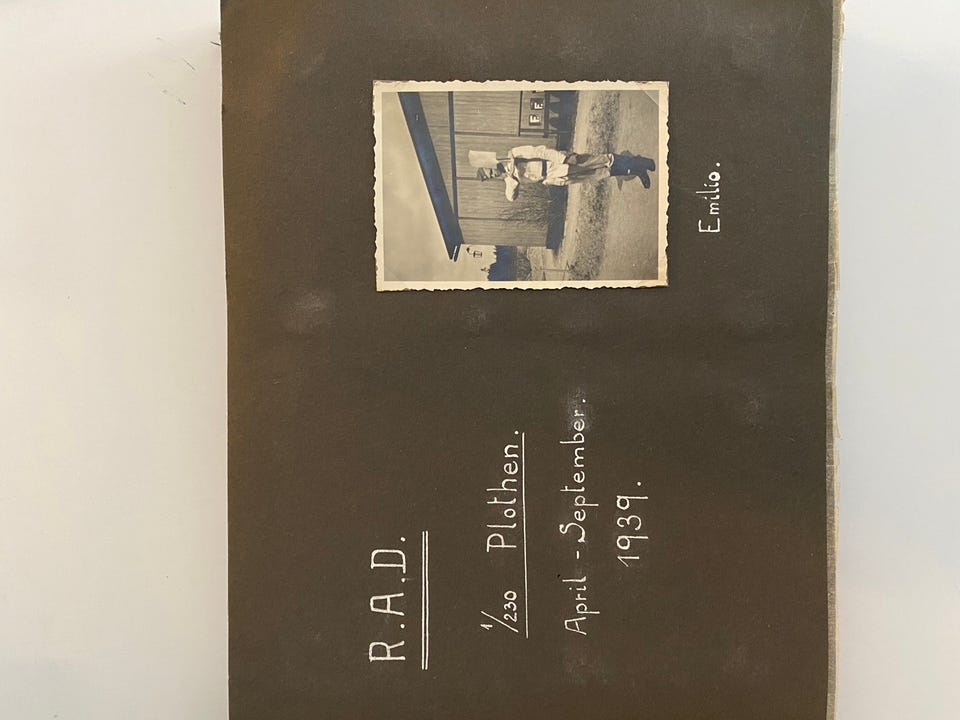 R.A.D.
1/230 Plothen.
April - September.
1939.
Emilio.